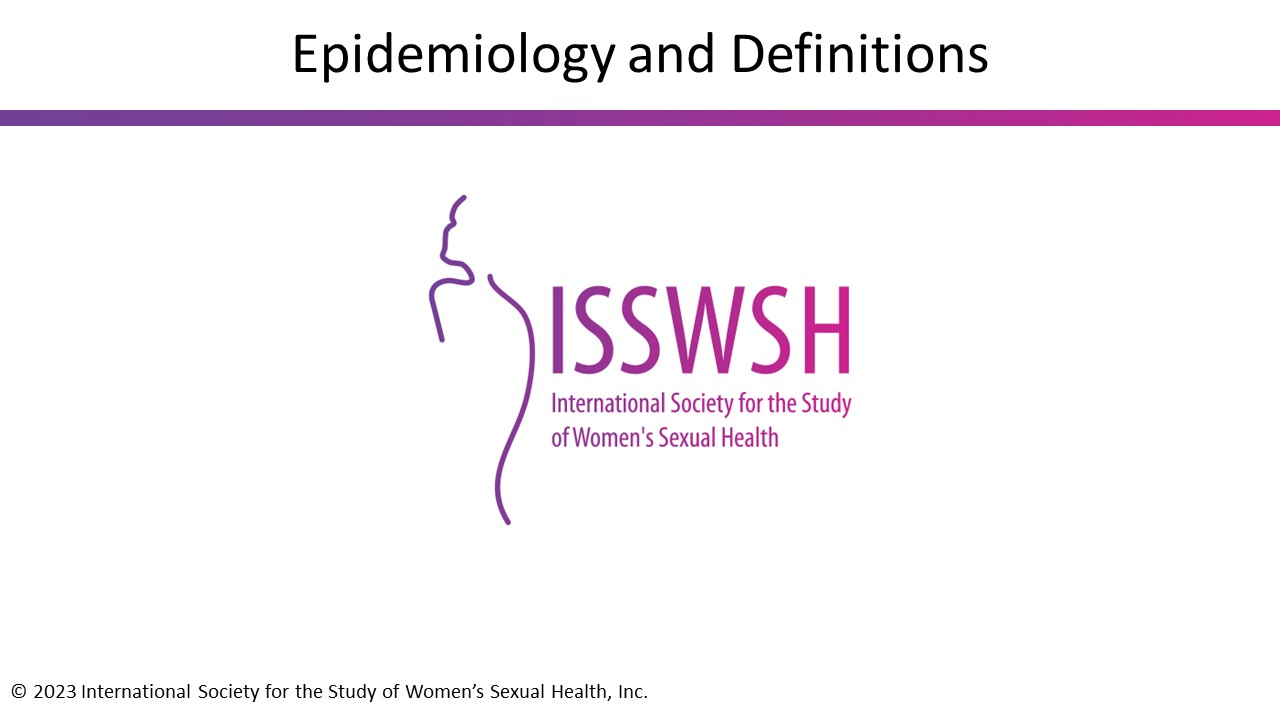 Epidemiology and Definitions
ISSWSH
International Society for the Study
of Women's Sexual Health
© 2023 International Society for the Study of Women’s Sexual Health, Inc.